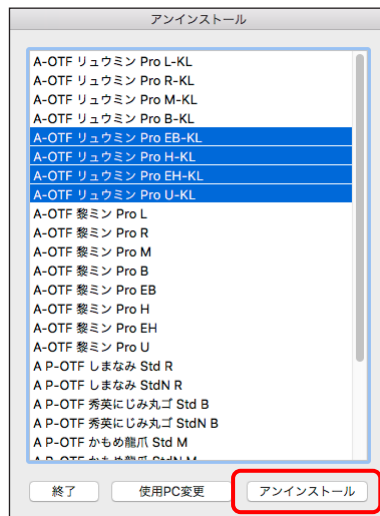 アンインストール
A-OTF リュウミン Pro L-KL
A-OTF リュウミン Pro R-KL
A-OTF リュウミン Pro M-KL
A-OTF リュウミン Pro B-KL
A-OTF リュウミン Pro EB-KL
A-OTF リュウミン Pro H-KL
A-OTF リュウミン Pro EH-KL
A-OTF リュウミン Pro U-KL
A-OTF 黎ミン Pro L
A-OTF 黎ミン Pro R
A-OTF 黎ミン Pro M
A-OTF 黎ミン Pro B
A-OTF 黎ミン Pro EB
A-OTF 黎ミン Pro H
A-OTF 黎ミン Pro EH
A-OTF 黎ミン Pro U
A P-OTF しまなみ Std R
A P-OTF しまなみ StdN R
A P-OTF 秀英にじみ丸ゴ Std B
A P-OTF 秀英にじみ丸ゴ StdN B
A P-OTF かもめ龍爪 Std M
A P-OTF かもめ龍爪 StdN M
終了 使用PC変更 アンインストール